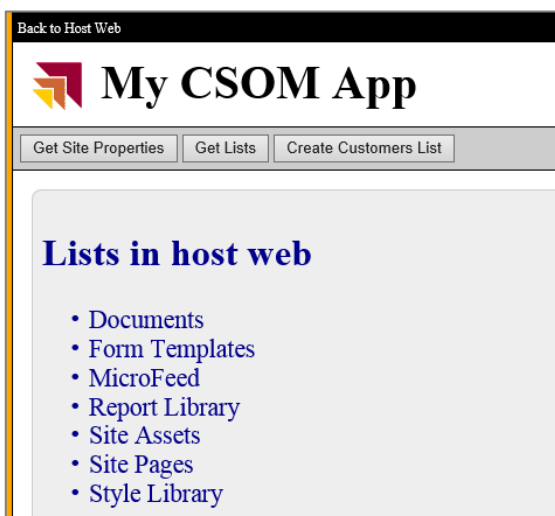 Back to Host Web
My CSOM App
Get Site Properties Get Lists Create Customers List
Lists in host web
• Documents
• Form Templates
• MicroFeed
• Report Library
• Site Assets
• Site Pages
• Style Library